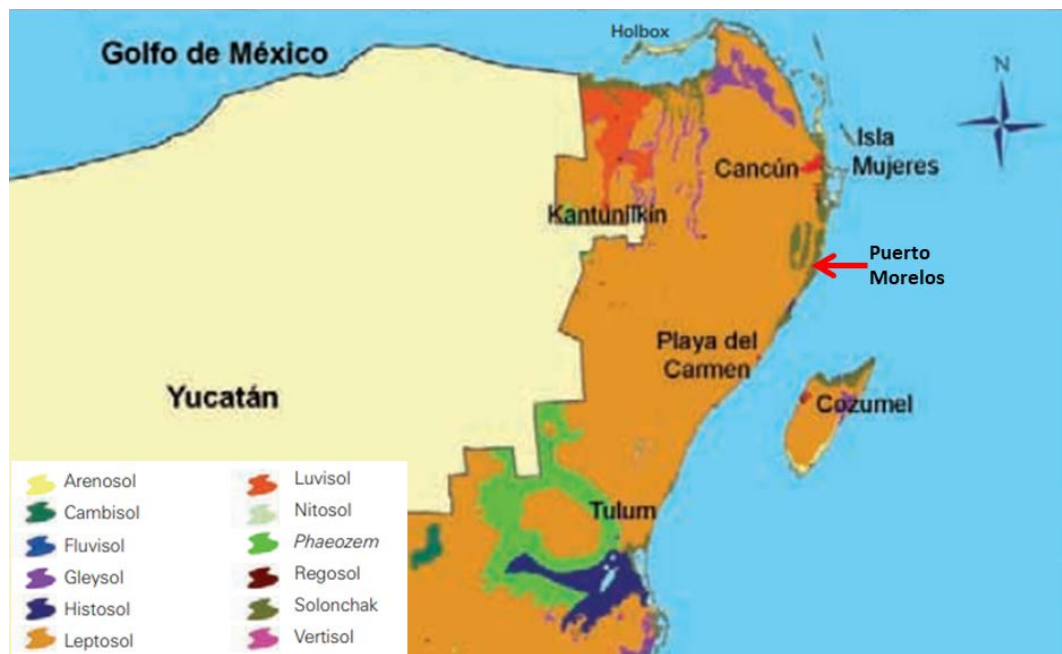 Golfo de México
Holbox
N
Isla
Mujeres
Cancún
Kantunilkín
Puerto
Morelos
Playa del
Carmen
Yucatán
Cozumel
Tulum
Arenosol
Cambisol
Fluvisol
Gleysol
Histosol
Leptosol
Luvisol
Nitosol
Phaeozem
Regosol
Solonchak
Vertisol